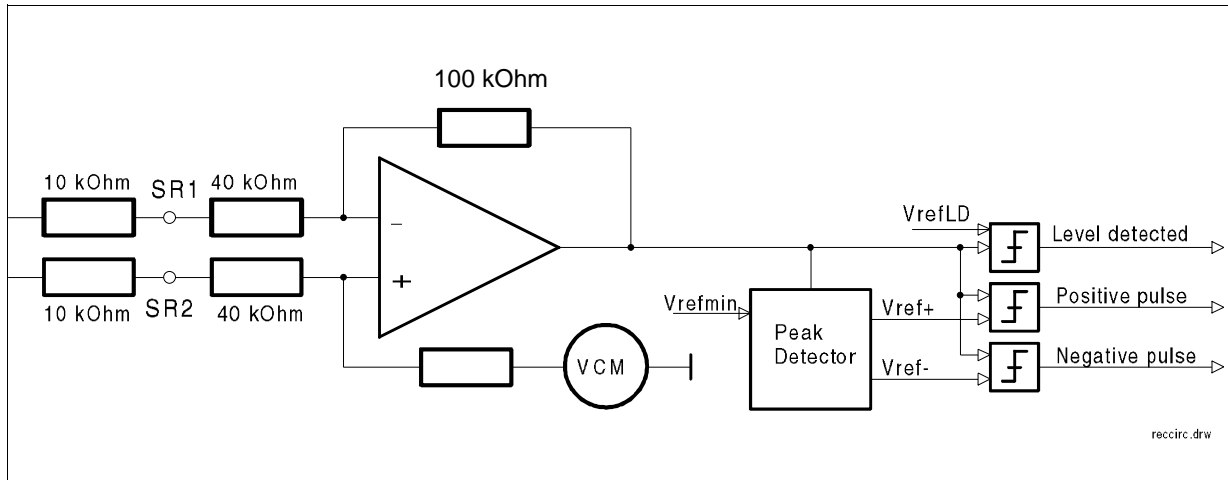 100 kOhm
10 kOhm
SR1
40 kOhm
10 kOhm
SR2
40 kOhm
−
+
VCM
VrefLD
Level detected
Vrefmin
Peak
Detector
Vref+
Positive pulse
Vref-
Negative pulse
reccirc.drw